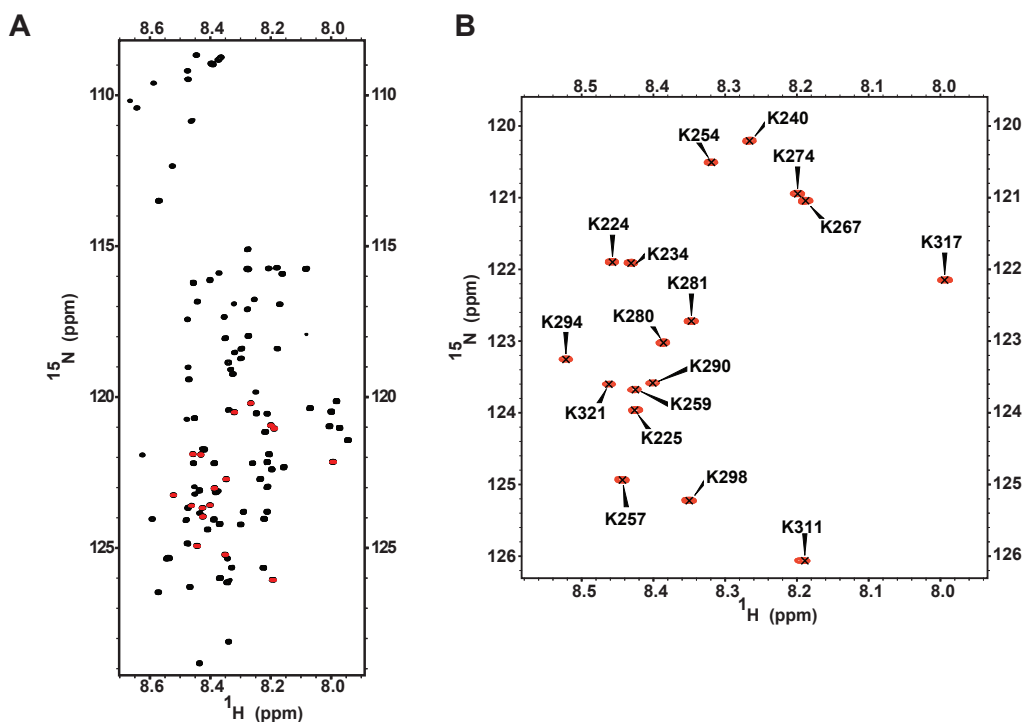 A
8.6 8.4 8.2 8.0
110 110
115 115
120 120
125 125
15N (ppm)
8.6 8.4 8.2 8.0
1H (ppm)
B
8.5 8.4 8.3 8.2 8.1 8.0
120 120
121 121
122 122
123 123
124 124
125 125
126 126
15N (ppm)
K240
K254
K274
K267
K224
K234
K317
K281
K280
K294
K290
K321
K259
K225
K298
K257
K311
8.5 8.4 8.3 8.2 8.1 8.0
1H (ppm)